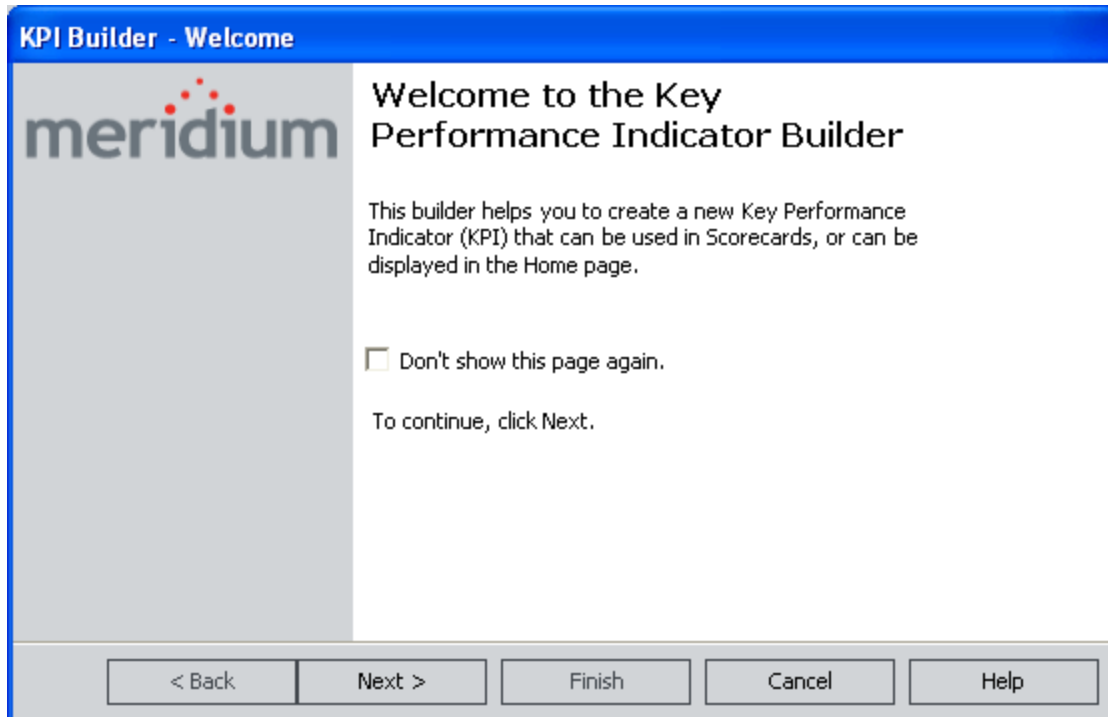 KPI Builder - Welcome
meridium
Welcome to the Key
Performance Indicator Builder
This builder helps you to create a new Key Performance
Indicator (KPI) that can be used in Scorecards, or can be
displayed in the Home page.
Don't show this page again.
To continue, click Next.
< Back Next > Finish Cancel Help